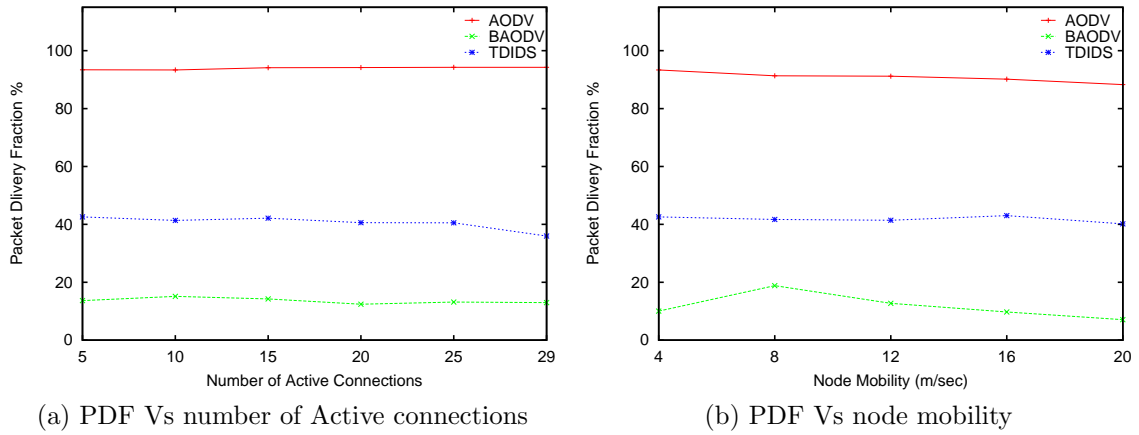 AODV
BAODV
TDIDS
100
80
60
40
20
0
Packet Dlivery Fraction %
5 10 15 20 25 29
Number of Active Connections
(a) PDF Vs number of Active connections
AODV
BAODV
TDIDS
100
80
60
40
20
0
Packet Dlivery Fraction %
4 8 12 16 20
Node Mobility (m/sec)
(b) PDF Vs node mobility